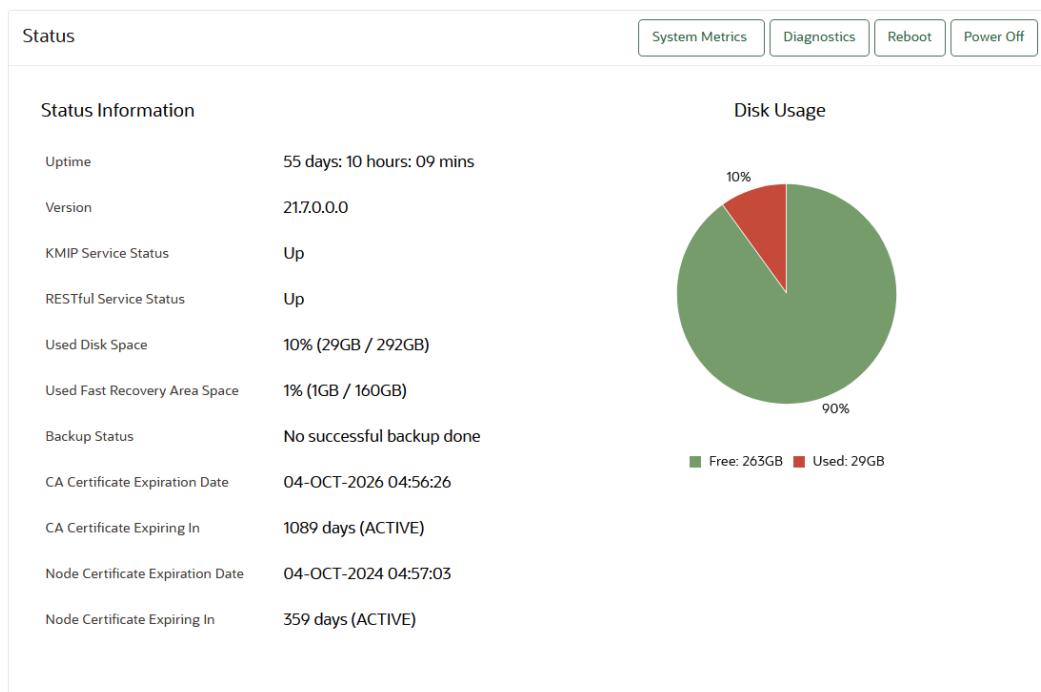 Status
System Metrics
Diagnostics
Reboot
Power Off
Status Information
Uptime 55 days: 10 hours: 09 mins
Version 21.7.0.0.0
KMIP Service Status Up
RESTful Service Status Up
Used Disk Space 10% (29GB / 292GB)
Used Fast Recovery Area Space 1% (1GB / 160GB)
Backup Status No successful backup done
CA Certificate Expiration Date 04-OCT-2026 04:56:26
CA Certificate Expiring In 1089 days (ACTIVE)
Node Certificate Expiration Date 04-OCT-2024 04:57:03
Node Certificate Expiring In 359 days (ACTIVE)
Disk Usage
10%
90%
Free: 263GB Used: 29GB